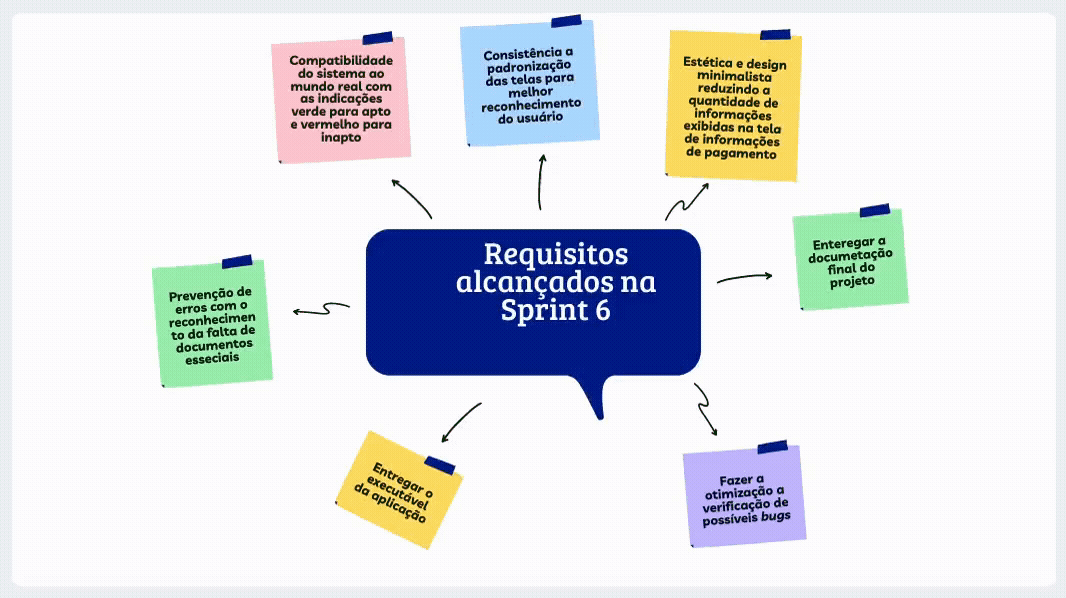 Compatibilidade
do sistema ao
mundo real com
as indicações
verde para apto
e vermelho para
inapto
Consistência a
padronização
das telas para
melhor
reconhecimento
do usuário
Estética e design
minimalista
reduzindo a
quantidade de
informações
exibidas na tela
de informações
de pagamento
Requisitos
alcançados na
Sprint 6
Enteregar a
documetação
final do
projeto
Prevenção de
erros com o
reconhecimen
to da falta de
documentos
esseciais
Entregar o
executável
da aplicação
Fazer a
otimização a
verificação de
possíveis bugs